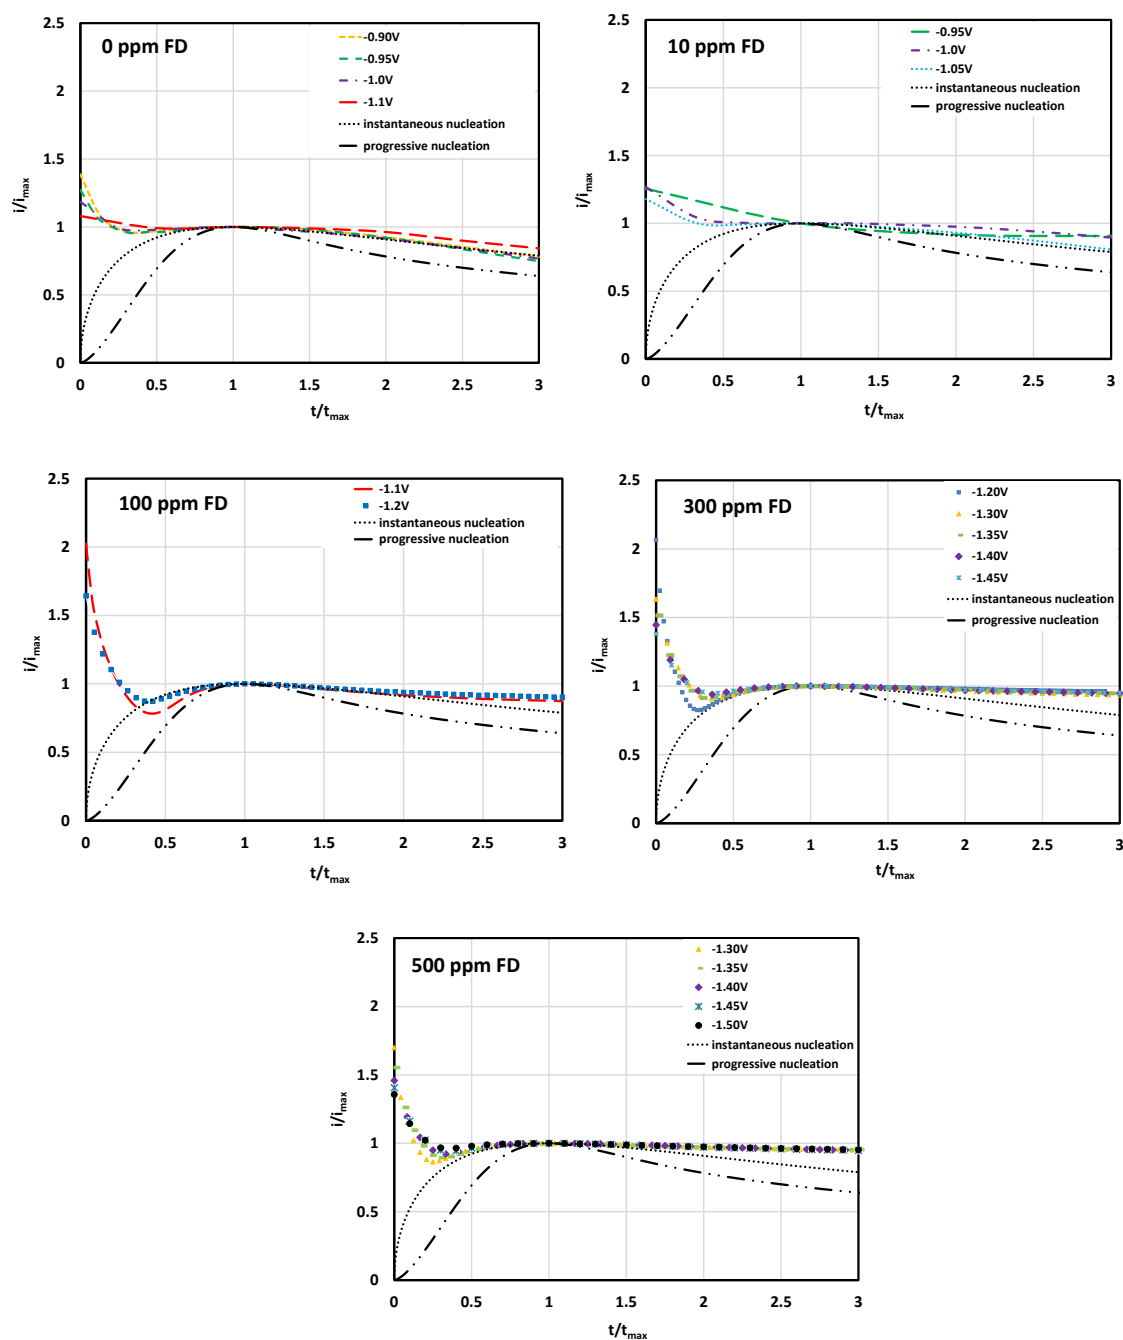 0 ppm FD
-0.90V
-0.95V
-1.0V
-1.1V
instantaneous nucleation
progressive nucleation
2.5
2
1.5
1
0.5
0
i/imax
0 0.5 1 1.5 2 2.5 3
t/tmax
10 ppm FD
-0.95V
-1.0V
-1.05V
instantaneous nucleation
progressive nucleation
2.5
2
1.5
1
0.5
0
i/imax
0 0.5 1 1.5 2 2.5 3
t/tmax
100 ppm FD
-1.1V
-1.2V
instantaneous nucleation
progressive nucleation
2.5
2
1.5
1
0.5
0
i/imax
0 0.5 1 1.5 2 2.5 3
t/tmax
300 ppm FD
-1.20V
-1.30V
-1.35V
-1.40V
-1.45V
instantaneous nucleation
progressive nucleation
2.5
2
1.5
1
0.5
0
i/imax
0 0.5 1 1.5 2 2.5 3
t/tmax
500 ppm FD
-1.30V
-1.35V
-1.40V
-1.45V
-1.50V
instantaneous nucleation
progressive nucleation
2.5
2
1.5
1
0.5
0
i/imax
0 0.5 1 1.5 2 2.5 3
t/tmax